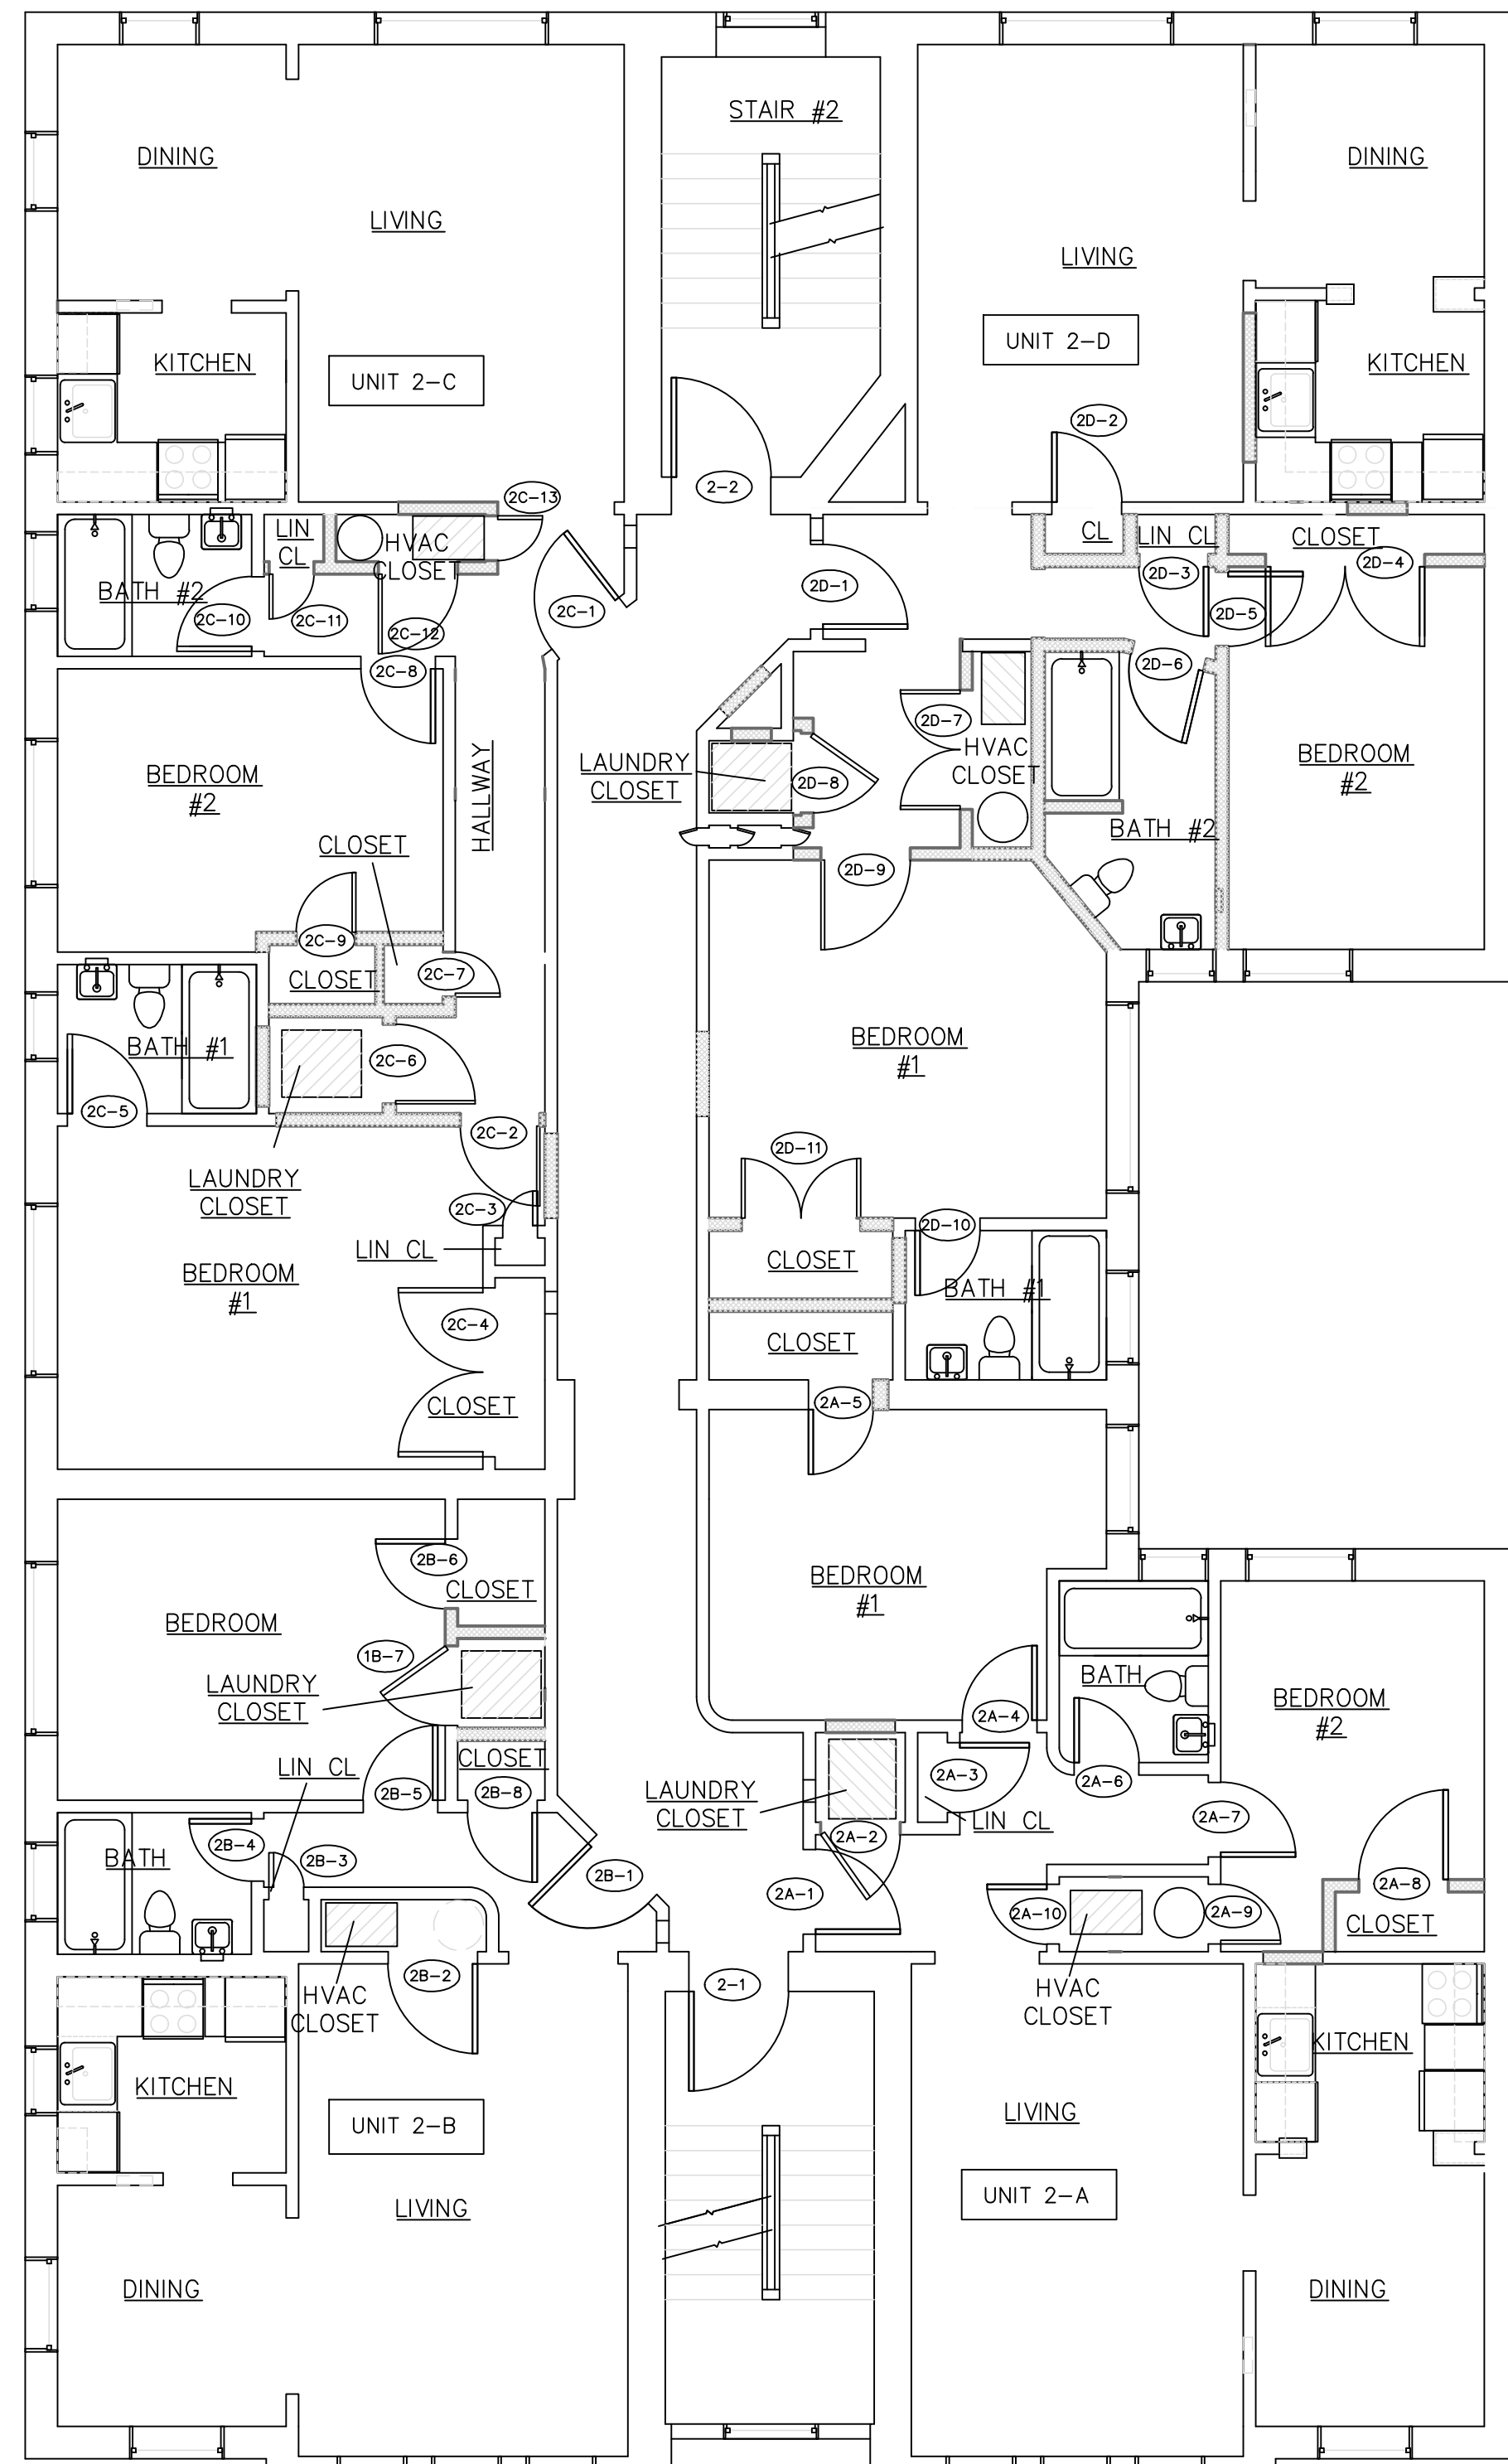 STAIR #2
DINING
DINING
LIVING
LIVING
UNIT 2-D
KITCHEN
KITCHEN
UNIT 2-C
2D-2
2-2
2C-13
LIN
CL
HVAC
CLOSET
CL
LIN CL
CLOSET
2D-4
BATH #2
2C-10
2C-11
2C-12
2C-1
2D-1
2D-3
2D-5
2C-8
2D-6
2D-7
HVAC
CLOSET
BEDROOM
#2
HALLWAY
LAUNDRY
CLOSET
2D-8
BEDROOM
#2
BATH #2
CLOSET
2D-9
2C-9
2C-7
CLOSET
BATH #1
2C-6
BEDROOM
#1
2C-5
2C-2
2D-11
LAUNDRY
CLOSET
2C-3
2D-10
LIN CL
CLOSET
BATH #1
BEDROOM
#1
2C-4
CLOSET
CLOSET
2A-5
2B-6
CLOSET
BEDROOM
#1
BEDROOM
1B-7
LAUNDRY
CLOSET
BATH
BEDROOM
#2
2A-4
LIN CL
CLOSET
2B-5
2B-8
LAUNDRY
CLOSET
2A-3
2A-6
LIN CL
2A-7
2B-4
BATH
2B-3
2B-1
2A-2
2A-1
2A-8
CLOSET
2A-10
2A-9
2B-2
HVAC
CLOSET
2-1
HVAC
CLOSET
KITCHEN
KITCHEN
UNIT 2-B
LIVING
LIVING
UNIT 2-A
DINING
DINING